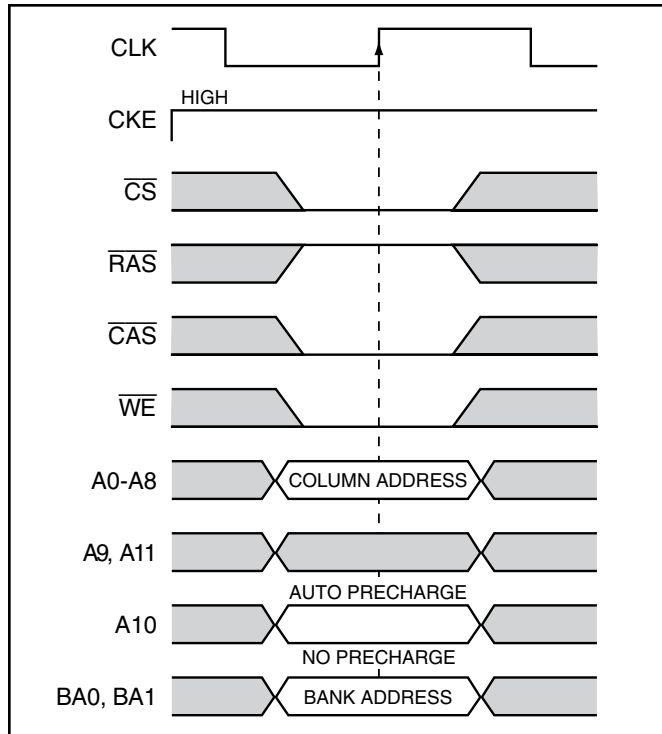 CLK
HIGH
CKE
CS
RAS
CAS
WE
A0-A8 COLUMN ADDRESS
A9, A11
AUTO PRECHARGE
A10
NO PRECHARGE
BA0, BA1 BANK ADDRESS